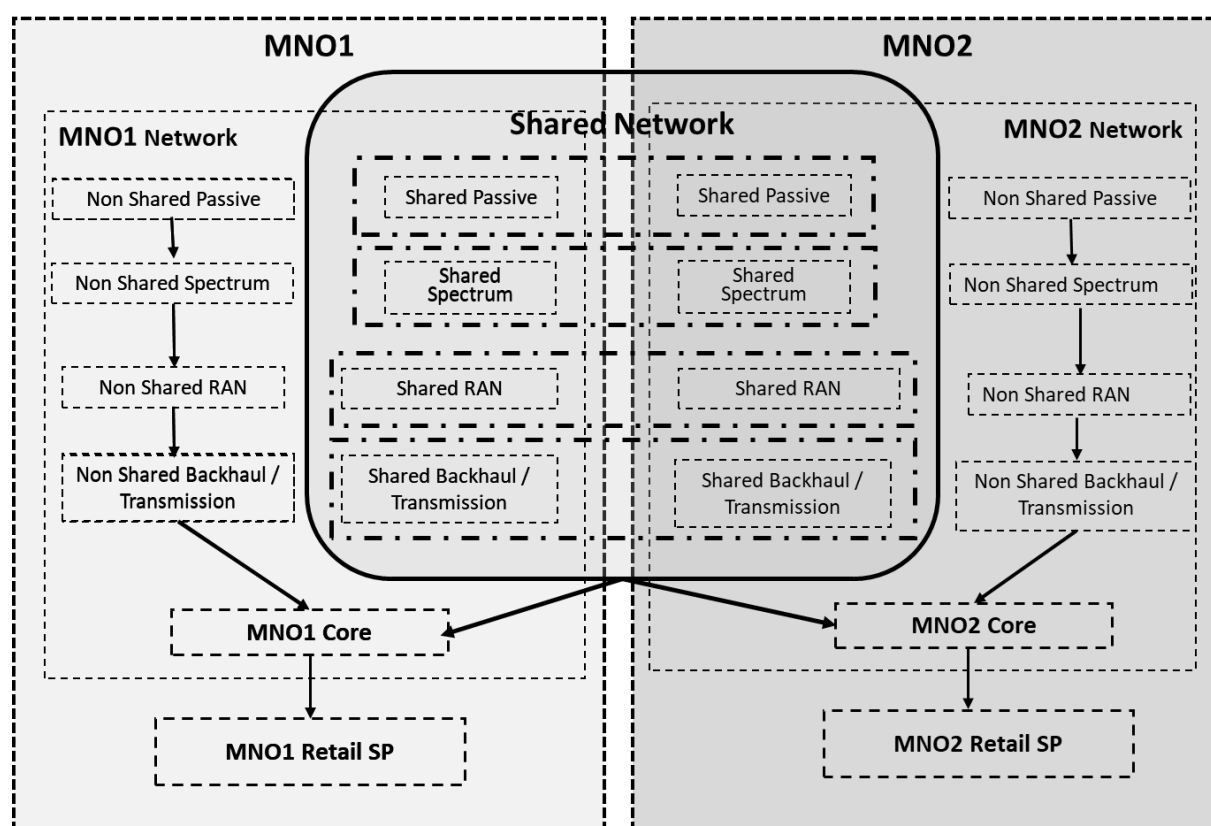 MNO1
MNO2
Shared Network
MNO1 Network
MNO2 Network
Non Shared Passive
Shared Passive
Shared Passive
Non Shared Passive
Non Shared Spectrum
Shared
Spectrum
Shared
Spectrum
Non Shared Spectrum
Non Shared RAN
Shared RAN
Shared RAN
Non Shared RAN
Non Shared Backhaul /
Transmission
Shared Backhaul /
Transmission
Shared Backhaul /
Transmission
Non Shared Backhaul /
Transmission
MNO1 Core
MNO2 Core
MNO1 Retail SP
MNO2 Retail SP